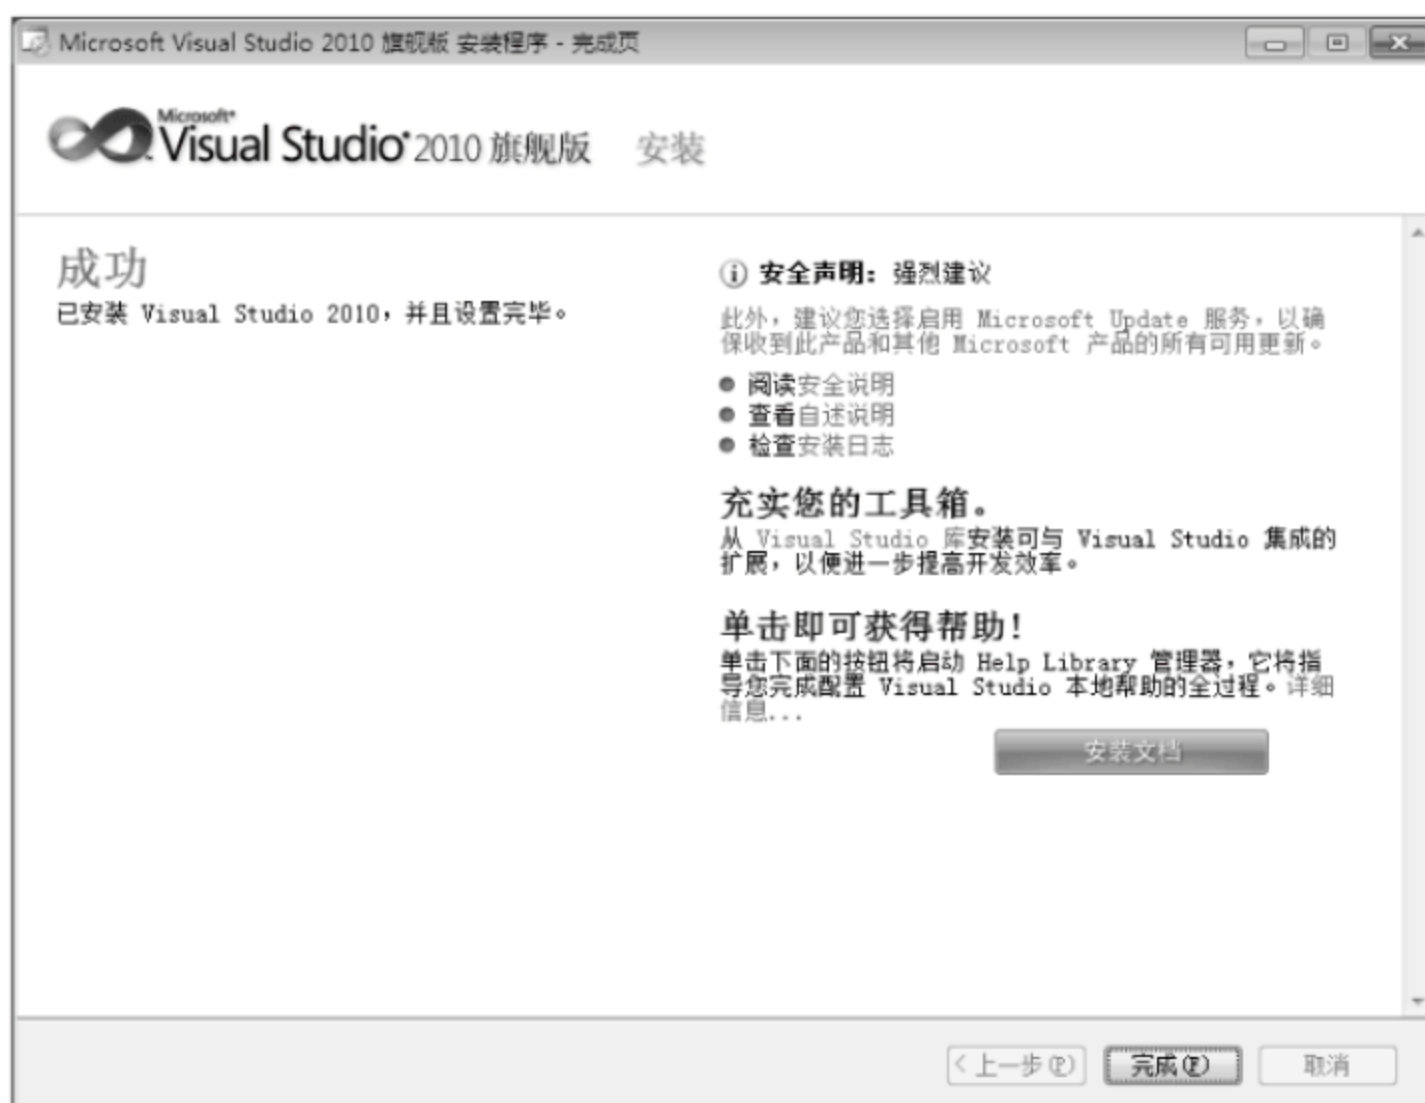 Microsoft Visual Studio 2010 旗舰版 安装程序 - 完成页
Microsoft®
Visual Studio® 2010 旗舰版 安装
成功
已安装 Visual Studio 2010，并且设置完毕。
安全声明：强烈建议
此外，建议您选择启用 Microsoft Update 服务，以确
保收到此产品和其他 Microsoft 产品的所有可用更新。
阅读安全说明
查看自述说明
检查安装日志
充实您的工具箱。
从 Visual Studio 库安装可与 Visual Studio 集成的
扩展，以便进一步提高开发效率。
单击即可获得帮助!
单击下面的按钮将启动 Help Library 管理器，它将指
导您完成配置 Visual Studio 本地帮助的全过程。详细
信息...
安装文档
< 上一步(P)
完成(F)
取消